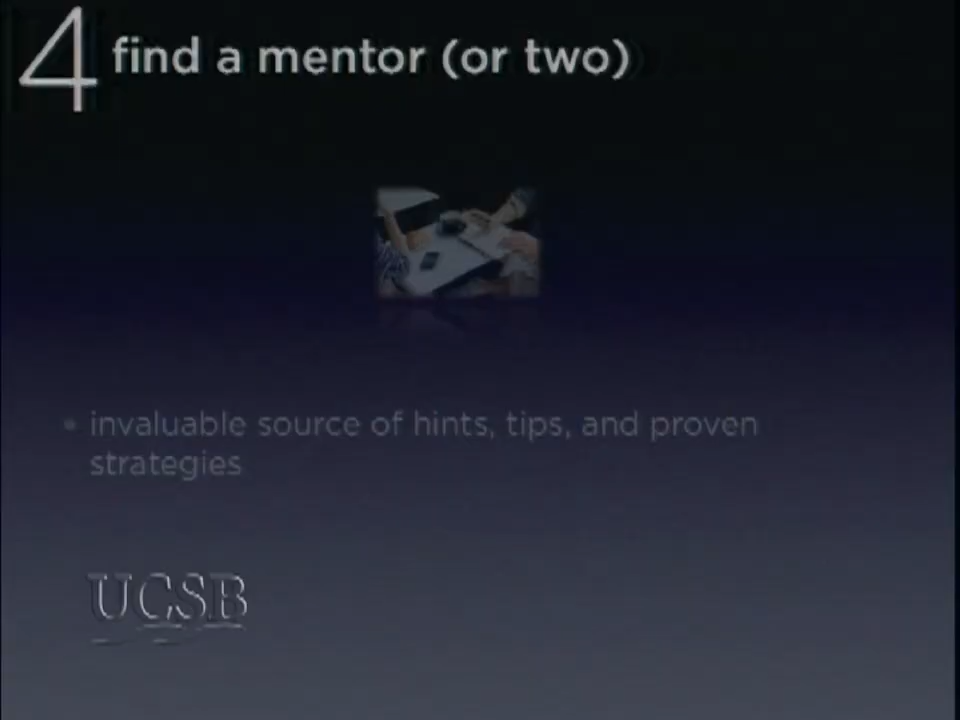 4 find a mentor (or two)
• invaluable source of hints, tips, and proven
strategies
UCSB